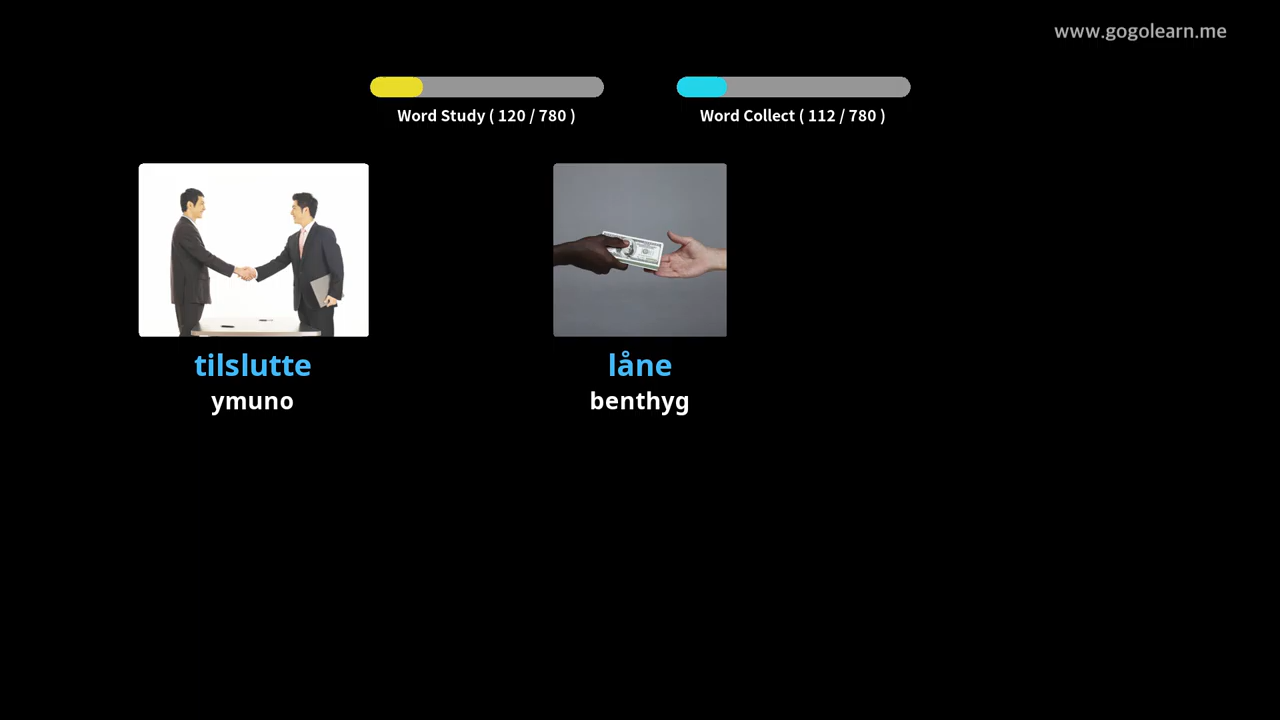 www.gogolearn.me
Word Study ( 120 / 780 )
Word Collect ( 112 / 780 )
tilslutte
låne
ymuno
benthyg